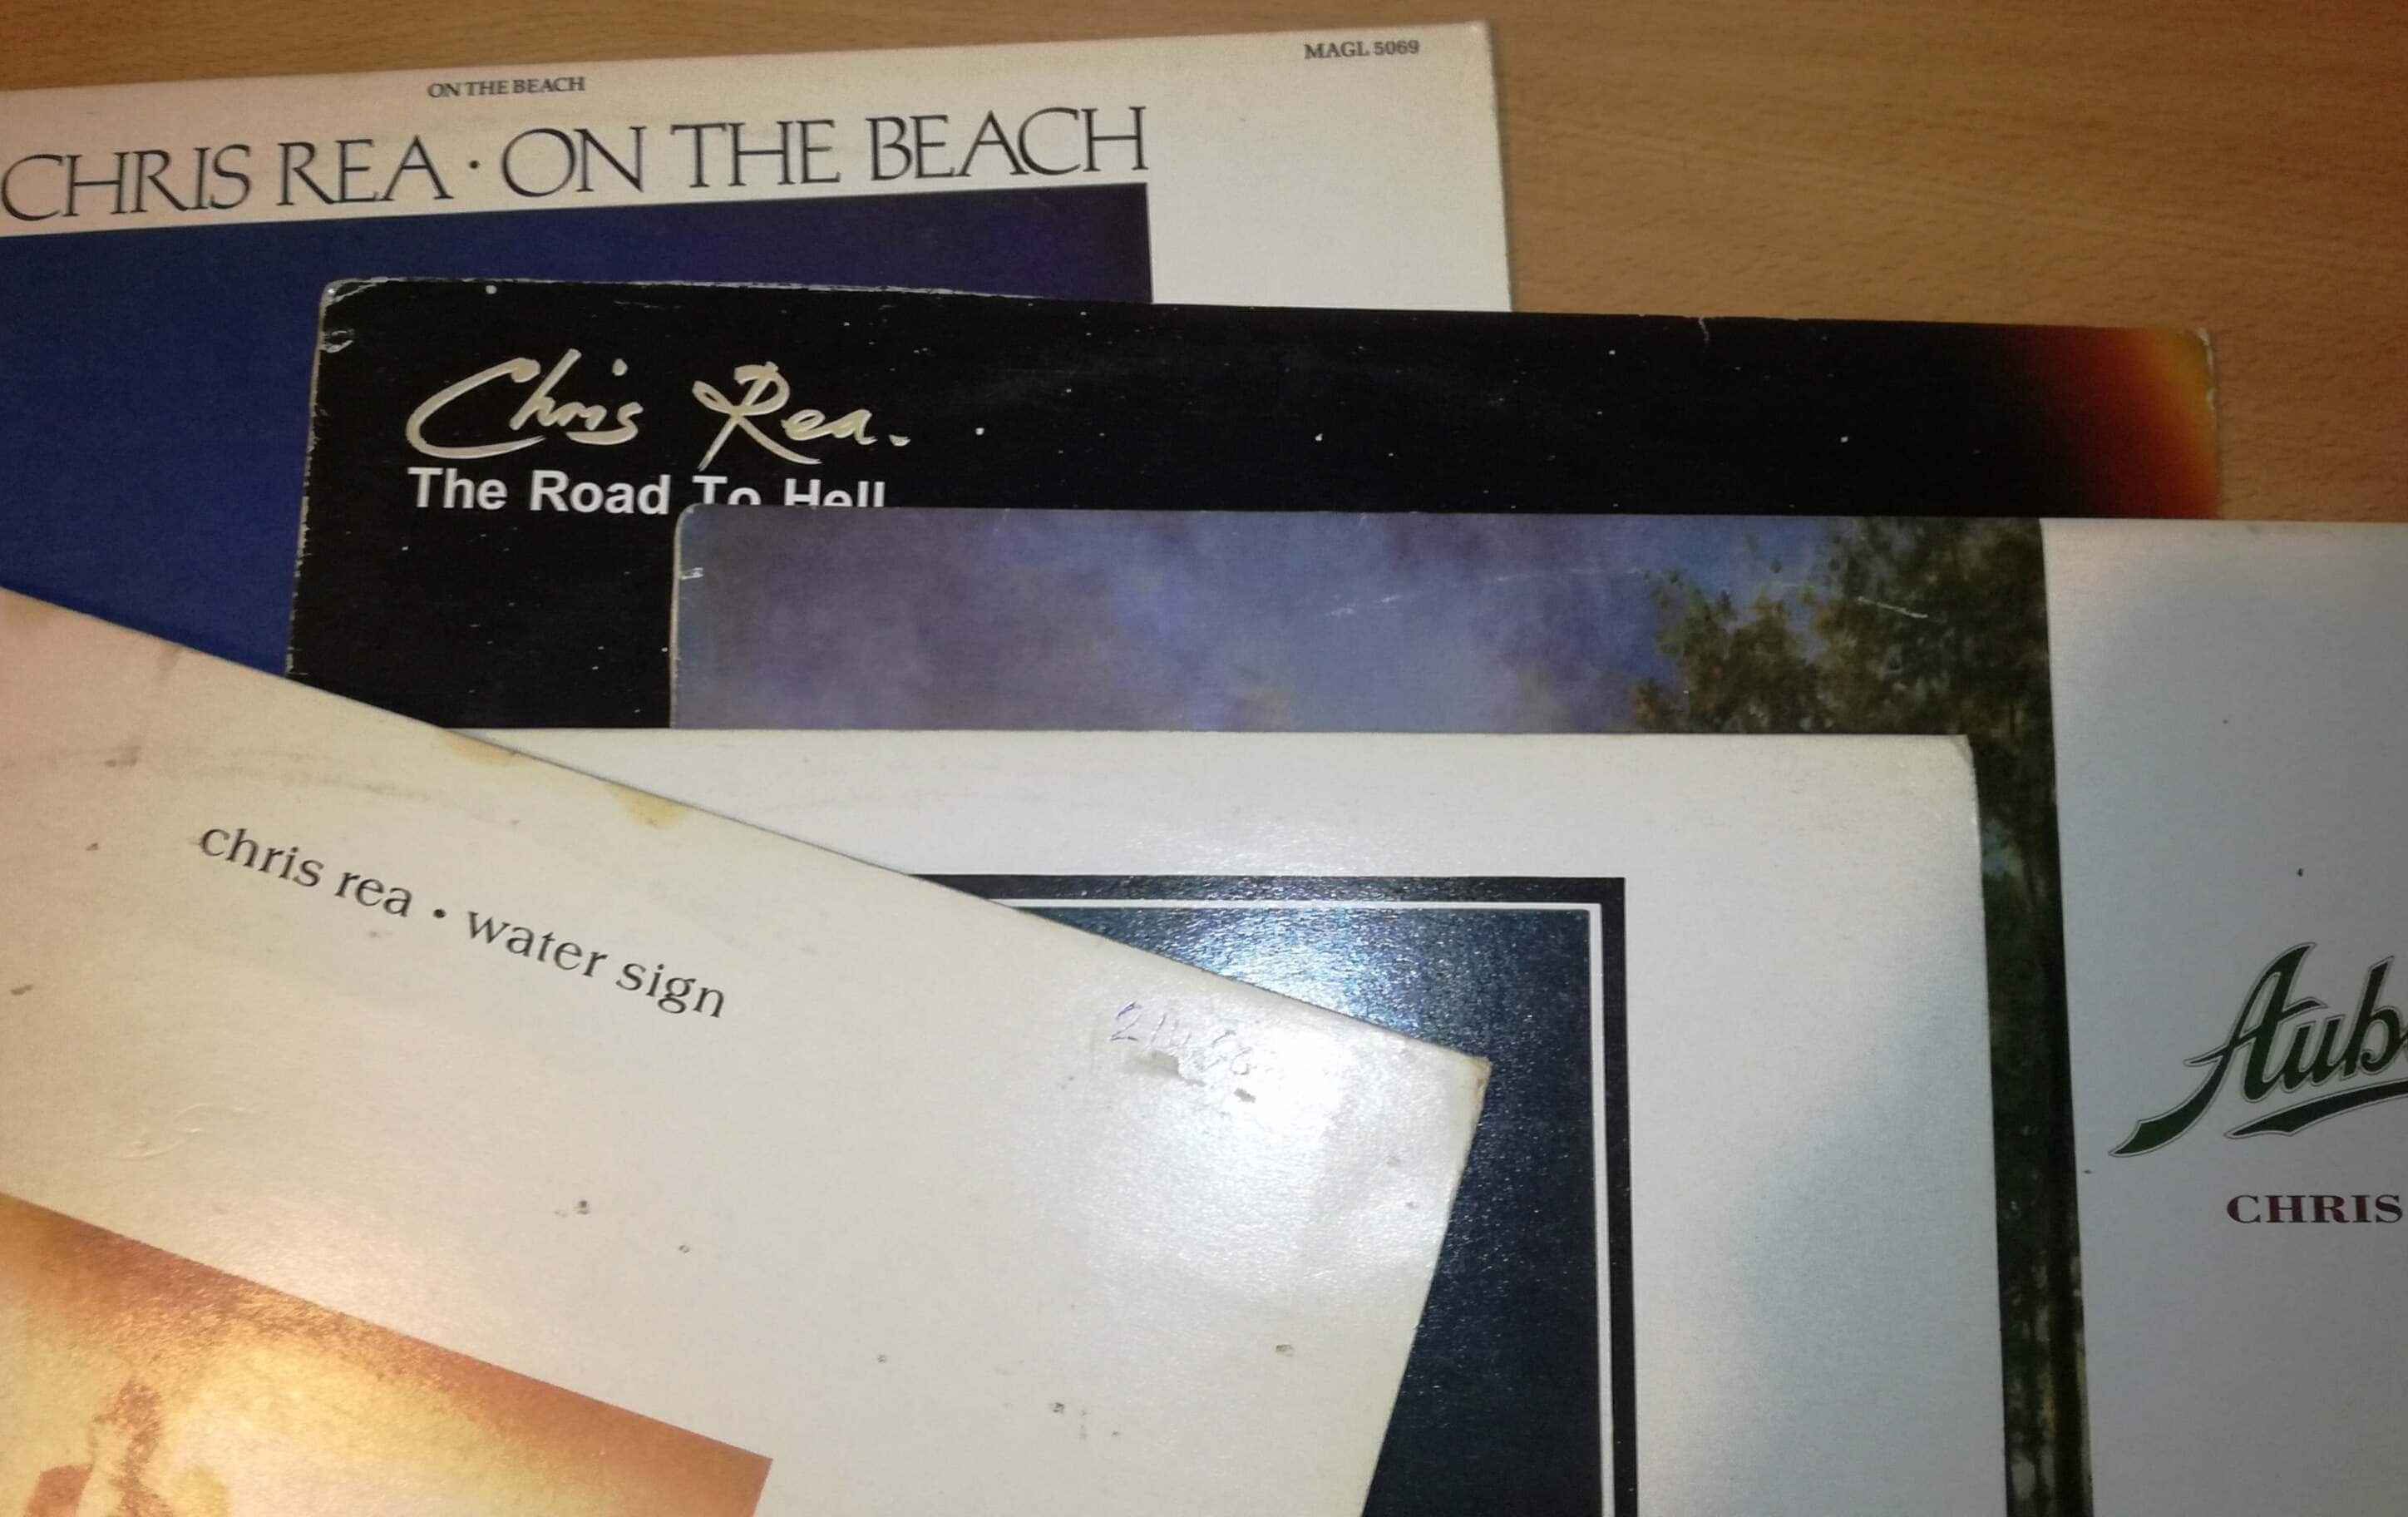 MAGL 5069
ON THE BEACH
CHRIS REA · ON THE BEACH
Chris Rea.
The Road To Hell
chris rea • water sign
Aub
CHRIS